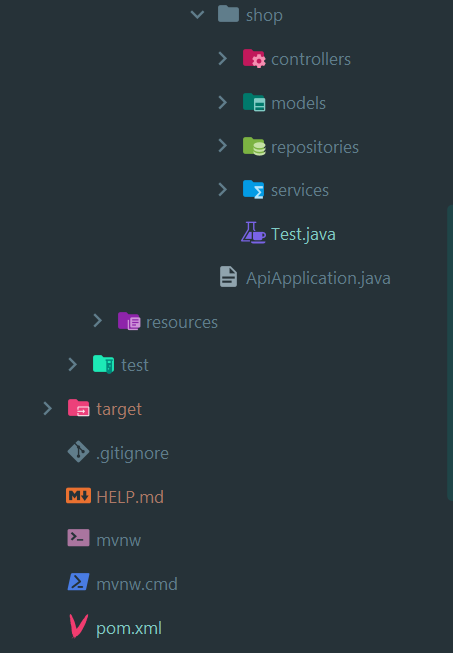 shop
controllers
models
repositories
services
Test.java
ApiApplication.java
resources
test
target
.gitignore
HELP.md
mvnw
mvnw.cmd
pom.xml